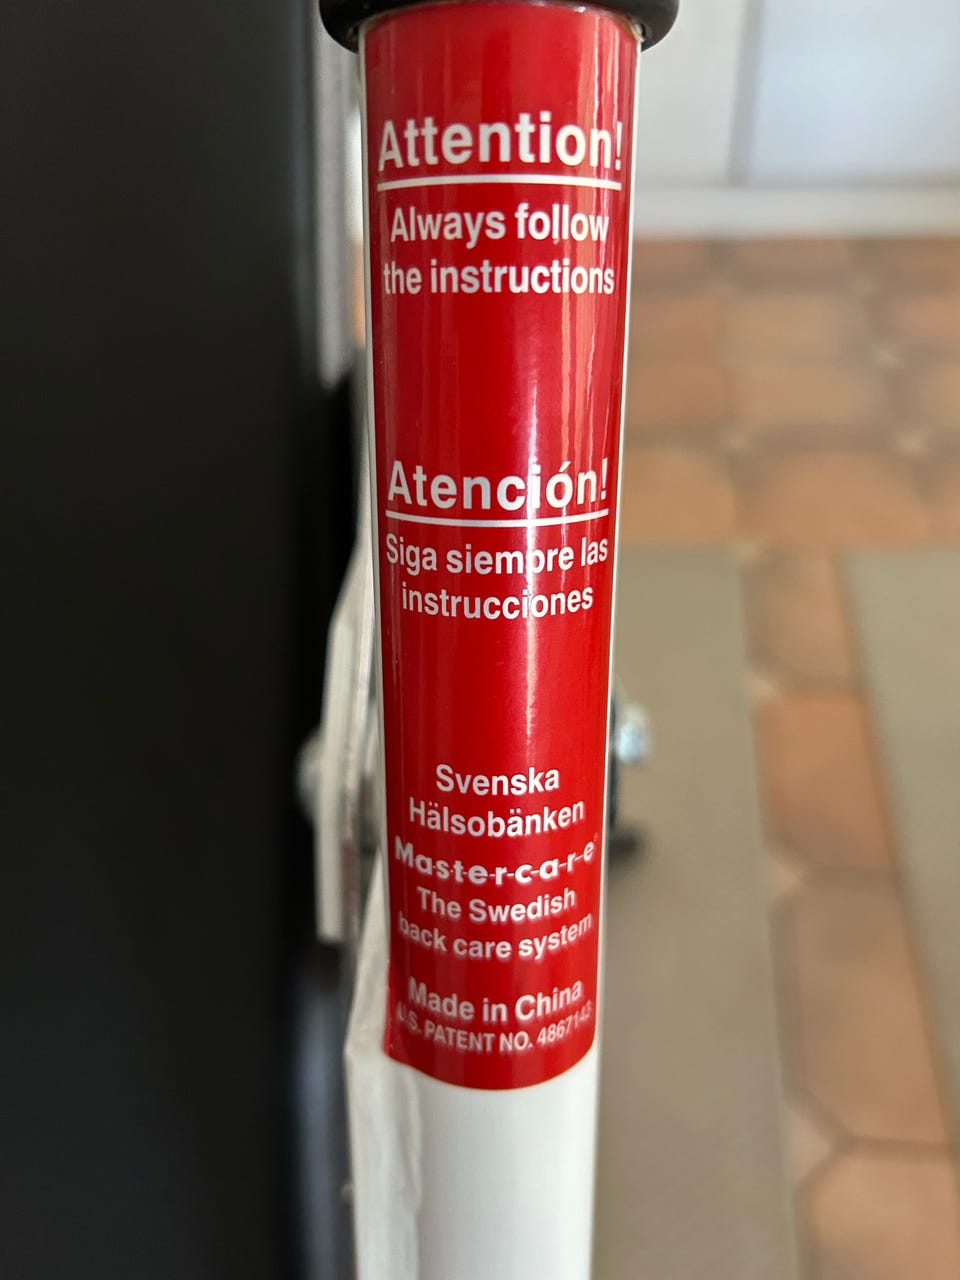 Attention!
Always follow
the instructions
Atención!
Siga siempre las
instrucciones
Svenska
Hälsobänken
Mastercare®
The Swedish
back care system
Made in China
U.S. PATENT NO. 4867143